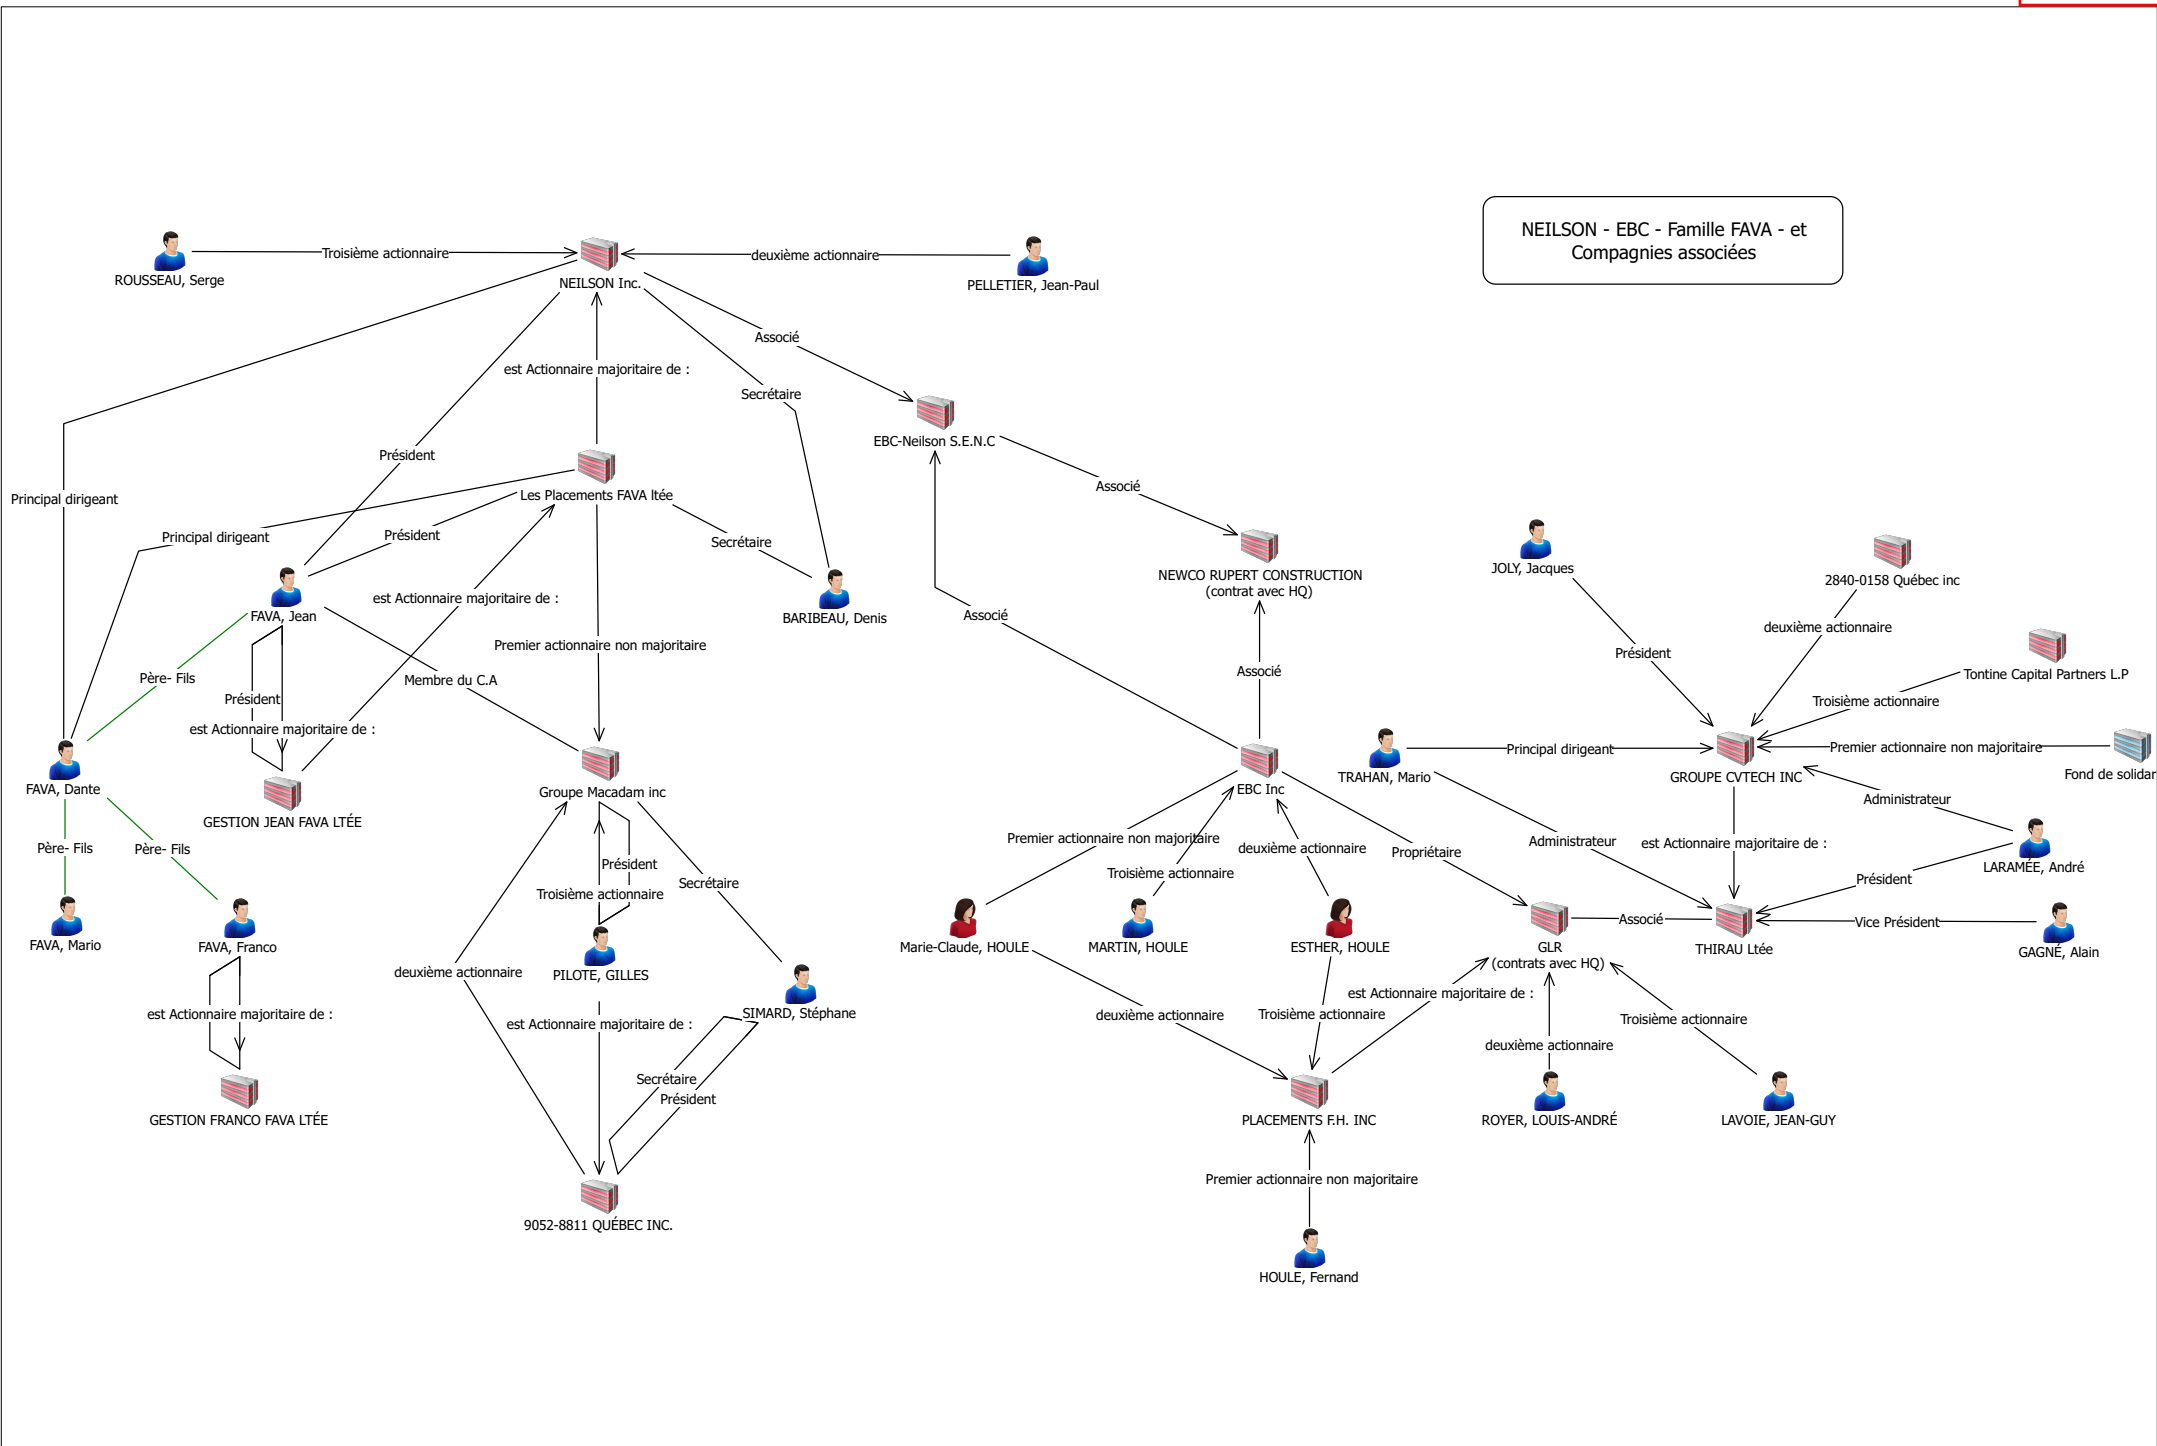 NEILSON - EBC - Famille FAVA - et
Compagnies associées
ROUSSEAU, Serge
Troisième actionnaire
NEILSON Inc.
deuxième actionnaire
PELLETIER, Jean-Paul
Associé
est Actionnaire majoritaire de :
Secrétaire
EBC-Neilson S.E.N.C
Président
Principal dirigeant
Les Placements FAVA ltée
Associé
Principal dirigeant
Président
Secrétaire
NEWCO RUPERT CONSTRUCTION
(contrat avec HQ)
JOLY, Jacques
2840-0158 Québec inc
est Actionnaire majoritaire de :
FAVA, Jean
BARIBEAU, Denis
Associé
deuxième actionnaire
Premier actionnaire non majoritaire
Président
Père- Fils
Membre du C.A
Associé
Tontine Capital Partners L.P
Président
Troisième actionnaire
est Actionnaire majoritaire de :
Principal dirigeant
Premier actionnaire non majoritaire
FAVA, Dante
GESTION JEAN FAVA LTÉE
Groupe Macadam inc
EBC Inc
TRAHAN, Mario
GROUPE CVTECH INC
Fond de solidar
Administrateur
Père- Fils
Père- Fils
Premier actionnaire non majoritaire
deuxième actionnaire
Propriétaire
Administrateur
est Actionnaire majoritaire de :
Président
Troisième actionnaire
Secrétaire
Troisième actionnaire
LARAMÉE, André
Président
FAVA, Mario
FAVA, Franco
Marie-Claude, HOULE
MARTIN, HOULE
ESTHER, HOULE
GLR
(contrats avec HQ)
Associé
THIRAU Ltée
Vice Président
GAGNÉ, Alain
deuxième actionnaire
PILOTE, GILLES
est Actionnaire majoritaire de :
est Actionnaire majoritaire de :
est Actionnaire majoritaire de :
SIMARD, Stéphane
deuxième actionnaire
Troisième actionnaire
Troisième actionnaire
deuxième actionnaire
Secrétaire
Président
GESTION FRANCO FAVA LTÉE
PLACEMENTS F.H. INC
ROYER, LOUIS-ANDRÉ
LAVOIE, JEAN-GUY
Premier actionnaire non majoritaire
9052-8811 QUÉBEC INC.
HOULE, Fernand